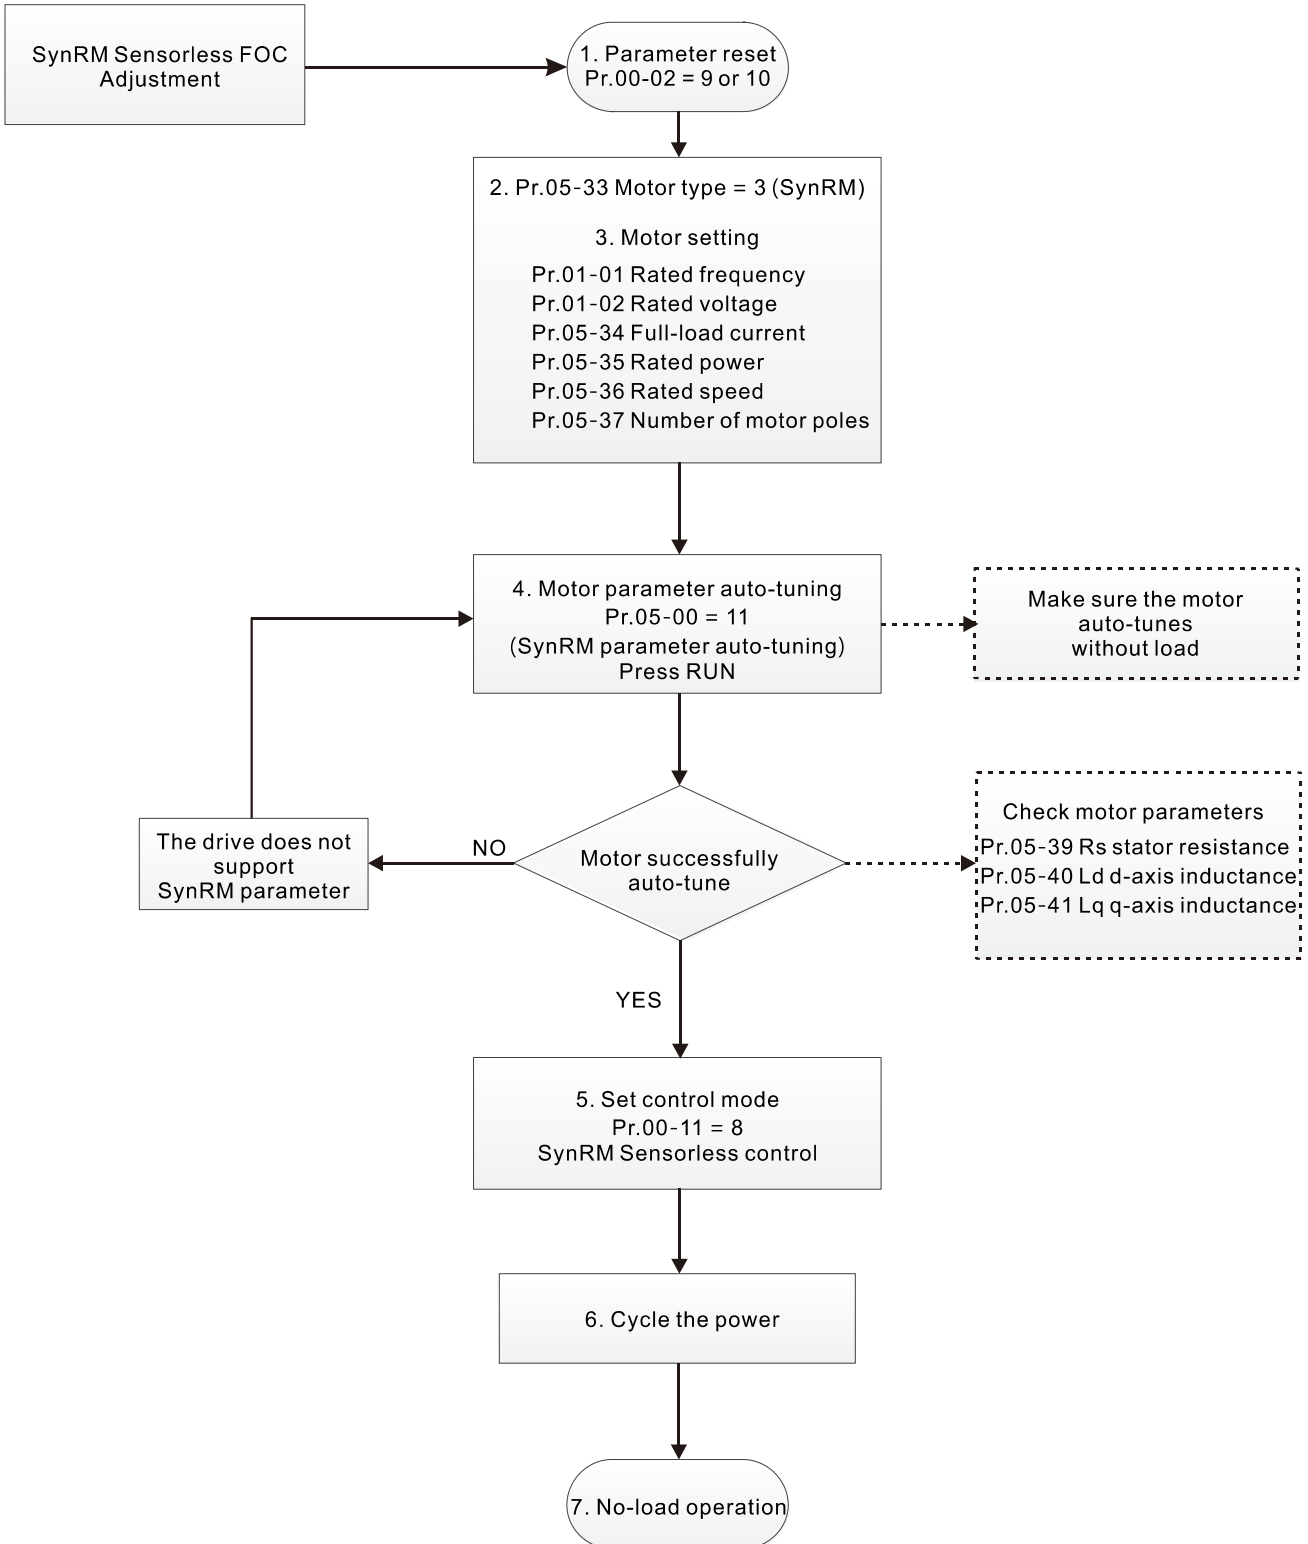 SynRM Sensorless FOC
Adjustment
1. Parameter reset
Pr.00-02 = 9 or 10
2. Pr.05-33 Motor type = 3 (SynRM)
3. Motor setting
Pr.01-01 Rated frequency
Pr.01-02 Rated voltage
Pr.05-34 Full-load current
Pr.05-35 Rated power
Pr.05-36 Rated speed
Pr.05-37 Number of motor poles
4. Motor parameter auto-tuning
Pr.05-00 = 11
(SynRM parameter auto-tuning)
Press RUN
Make sure the motor
auto-tunes
without load
The drive does not
support
SynRM parameter
NO
Motor successfully
auto-tune
Check motor parameters
Pr.05-39 Rs stator resistance
Pr.05-40 Ld d-axis inductance
Pr.05-41 Lq q-axis inductance
YES
5. Set control mode
Pr.00-11 = 8
SynRM Sensorless control
6. Cycle the power
7. No-load operation